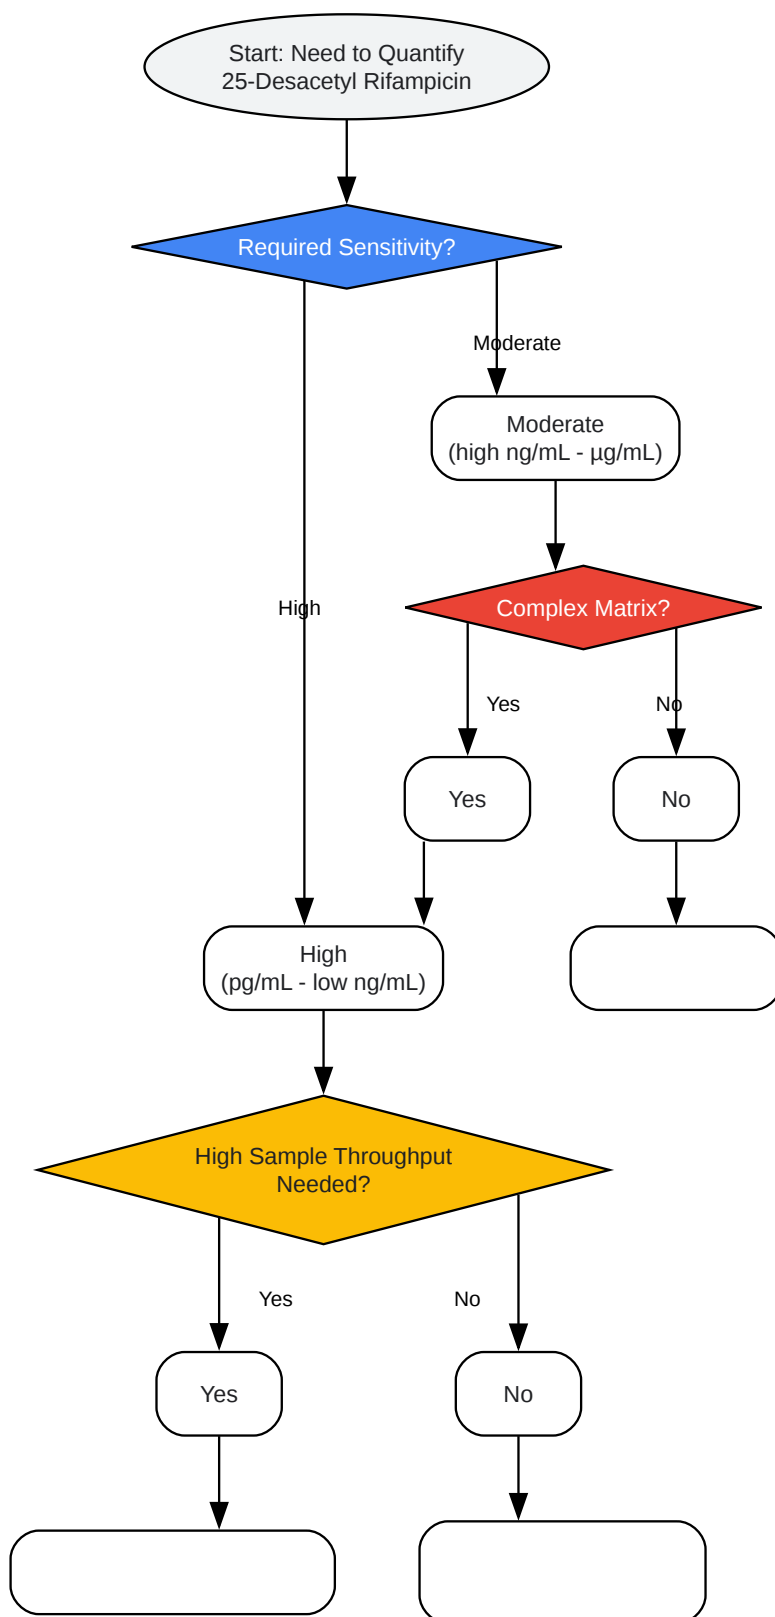 Start: Need to Quantify
25-Desacetyl Rifampicin
Required Sensitivity?
Moderate
Moderate
(high ng/mL - µg/mL)
High
Complex Matrix?
Yes
No
Yes
No
High
(pg/mL - low ng/mL)
High Sample Throughput
Needed?
Yes
No
Yes
No